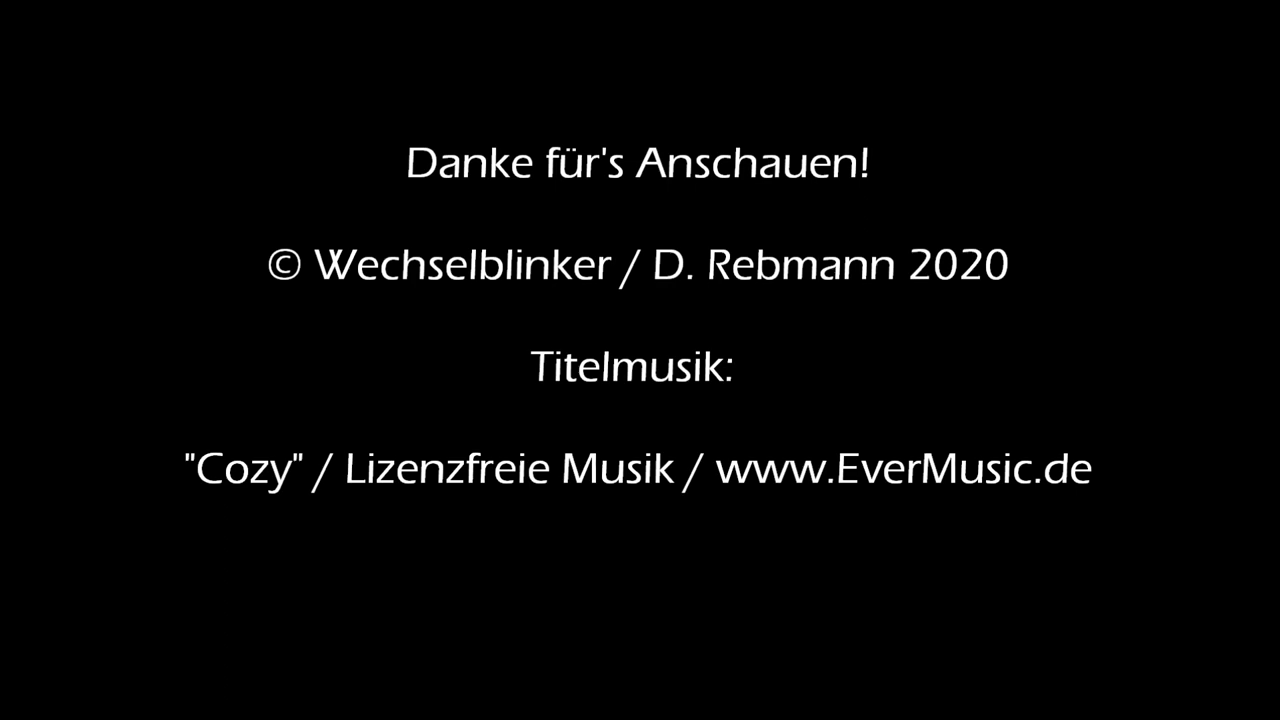 Danke für's Anschauen!
© Wechselblinker / D. Rebmann 2020
Titelmusik:
"Cozy" / Lizenzfreie Musik / www.EverMusic.de